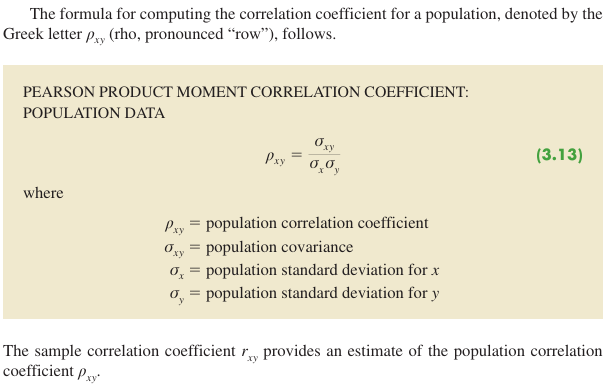 The formula for computing the correlation coefficient for a population, denoted by the
Greek letter ρxy (rho, pronounced “row”), follows.
PEARSON PRODUCT MOMENT CORRELATION COEFFICIENT:
POPULATION DATA
ρxy = σxy / σxσy (3.13)
where
ρxy = population correlation coefficient
σxy = population covariance
σx = population standard deviation for x
σy = population standard deviation for y
The sample correlation coefficient rxy provides an estimate of the population correlation
coefficient ρxy.